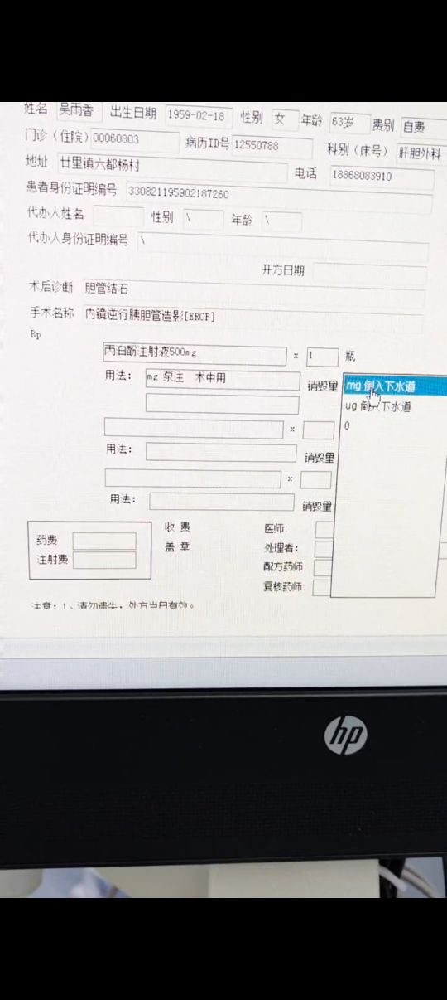 姓名 吴雨香 出生日期 1959-02-18 性别 女 年龄 63岁 费别 自费
门诊（住院）00060803 病历ID号 12550788 科别（床号） 肝胆外科
地址 廿里镇六都杨村 电话 18868083910
患者身份证明编号 330821195902187260
代办人姓名 性别 \ 年龄 \
代办人身份证明编号 \
开方日期
术后诊断 胆管结石
手术名称 内镜逆行胰胆管造影[ERCP]
Rp
丙泊酚注射液500mg x 1 瓶
用法： mg 泵注 术中用 销毁量 mg 倒入下水道
ug 倒入下水道
x 0
用法： 销毁量
x
用法： 销毁量
药费 收 费 医师：
注射费 盖 章 处理者：
配方药师：
复核药师：
注意：1、请勿遗失，处方当日有效。
hp